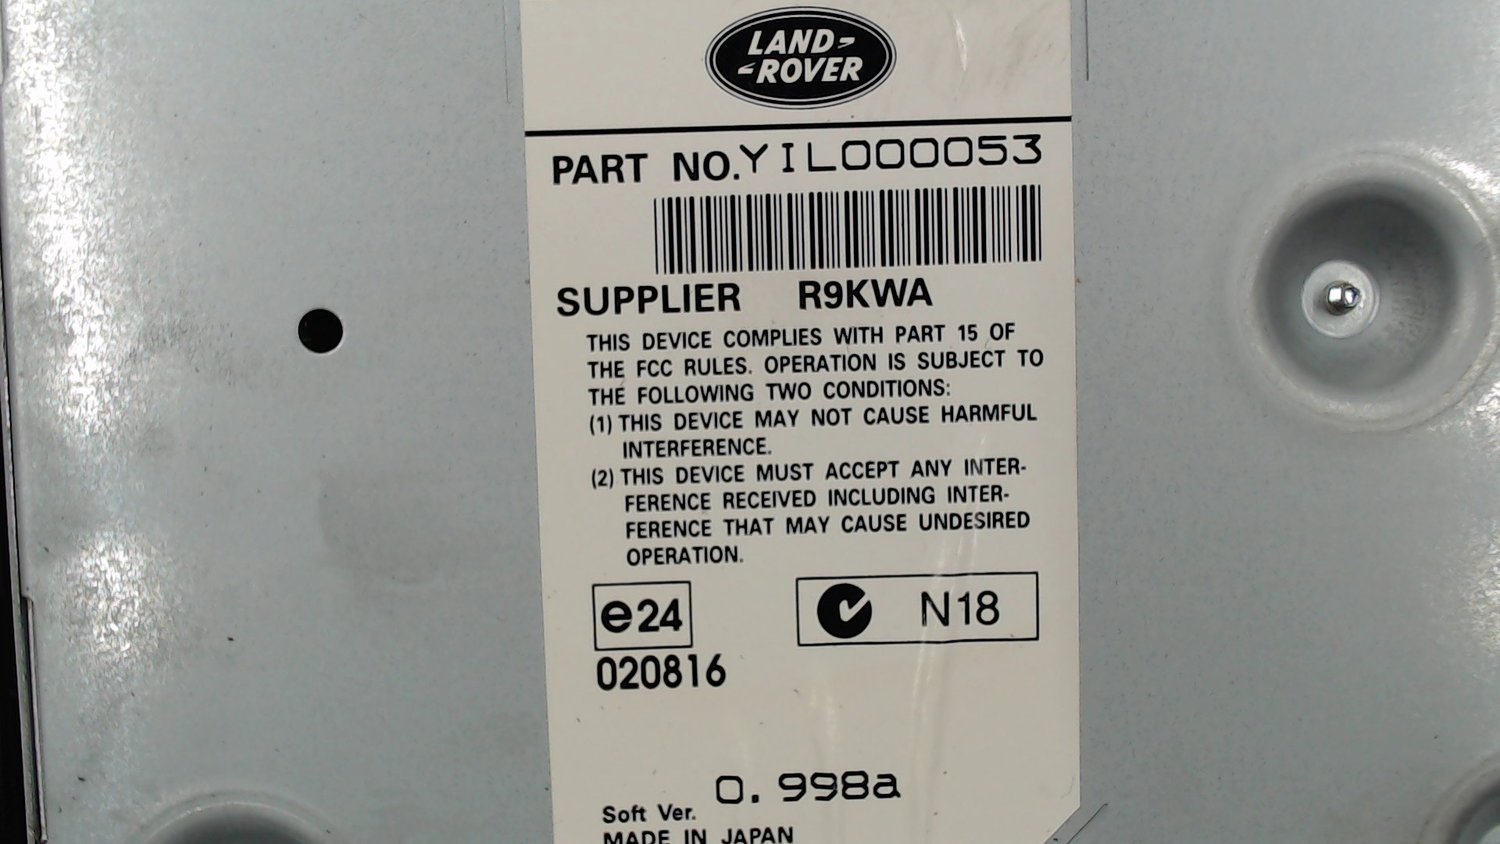 LAND-
-ROVER
PART NO. YIL000053
SUPPLIER R9KWA
THIS DEVICE COMPLIES WITH PART 15 OF
THE FCC RULES. OPERATION IS SUBJECT TO
THE FOLLOWING TWO CONDITIONS:
(1) THIS DEVICE MAY NOT CAUSE HARMFUL
INTERFERENCE.
(2) THIS DEVICE MUST ACCEPT ANY INTER-
FERENCE RECEIVED INCLUDING INTER-
FERENCE THAT MAY CAUSE UNDESIRED
OPERATION.
e24 N18
020816
Soft Ver. 0.998a
MADE IN JAPAN